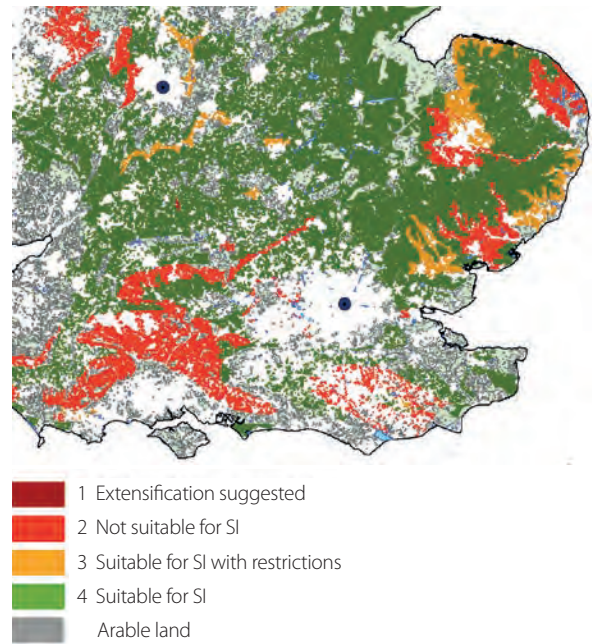 1 Extensification suggested
2 Not suitable for SI
3 Suitable for SI with restrictions
4 Suitable for SI
Arable land